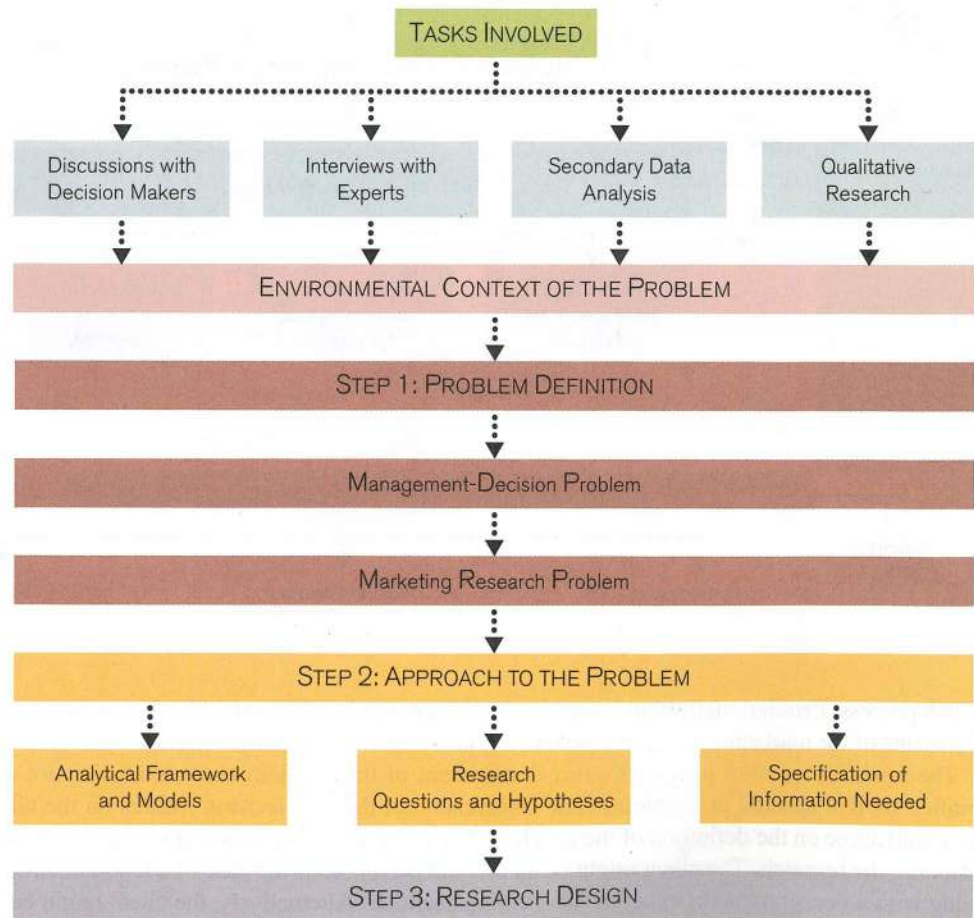 TASKS INVOLVED
Discussions with
Decision Makers
Interviews with
Experts
Secondary Data
Analysis
Qualitative
Research
ENVIRONMENTAL CONTEXT OF THE PROBLEM
STEP 1: PROBLEM DEFINITION
Management-Decision Problem
Marketing Research Problem
STEP 2: APPROACH TO THE PROBLEM
Analytical Framework
and Models
Research
Questions and Hypotheses
Specification of
Information Needed
STEP 3: RESEARCH DESIGN